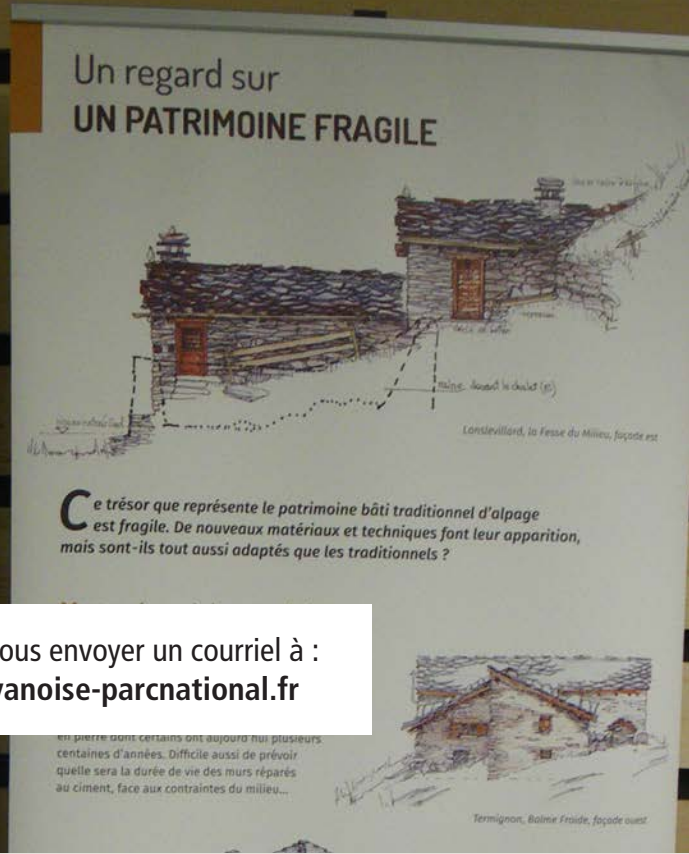 Un regard sur
UN PATRIMOINE FRAGILE
ruine devant le chalet
Lanslevillard, la Fesse du Milieu, façade est
Ce trésor que représente le patrimoine bâti traditionnel d'alpage
est fragile. De nouveaux matériaux et techniques font leur apparition,
mais sont-ils tout aussi adaptés que les traditionnels ?
ous envoyer un courriel à :
vanoise-parcnational.fr
en pierre dont certains ont aujourd'hui plusieurs
centaines d'années. Difficile aussi de prévoir
quelle sera la durée de vie des murs réparés
au ciment, face aux contraintes du milieu...
Termignon, Balme Froide, façade ouest